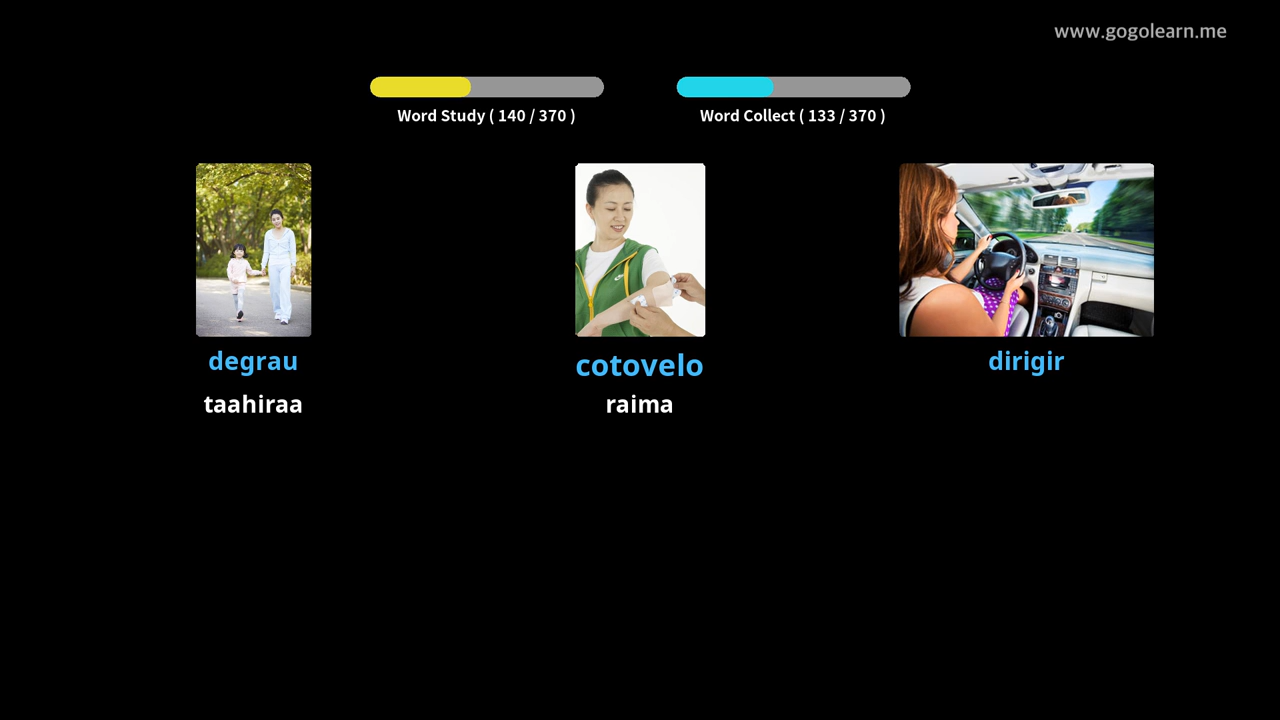 www.gogolearn.me
Word Study ( 140 / 370 )
Word Collect ( 133 / 370 )
degrau
cotovelo
dirigir
taahiraa
raima